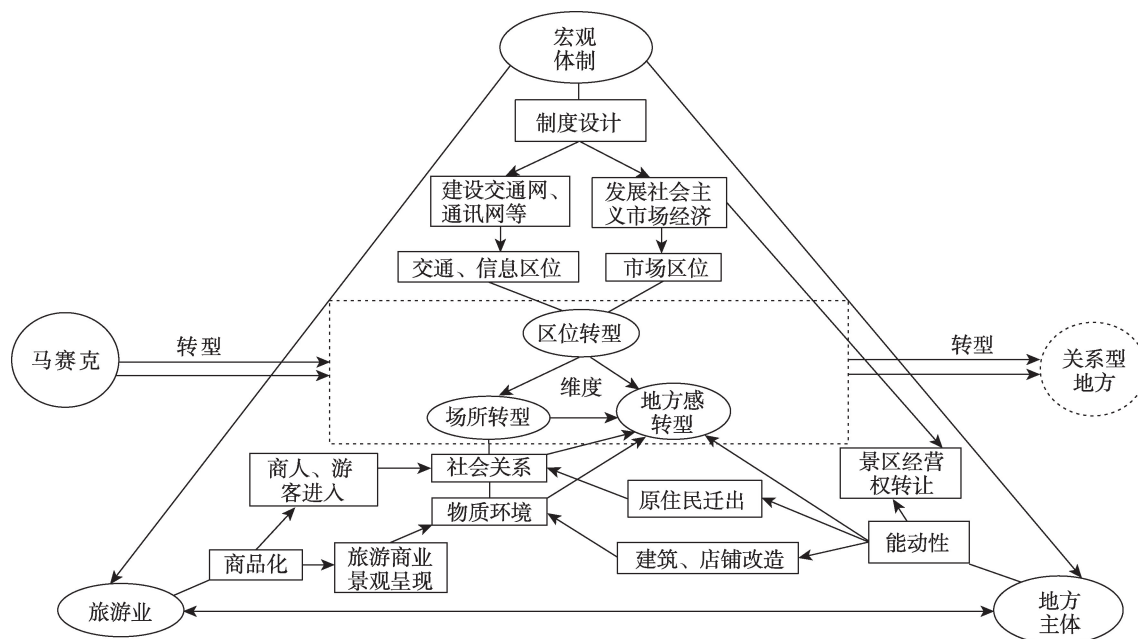 宏观
体制
制度设计
建设交通网、
通讯网等
发展社会主
义市场经济
交通、信息区位
市场区位
区位转型
马赛克
转型
转型
关系型
地方
维度
场所转型
地方感
转型
商人、游
客进入
社会关系
景区经营
权转让
物质环境
原住民迁出
商品化
旅游商业
景观呈现
建筑、店铺改造
能动性
旅游业
地方
主体